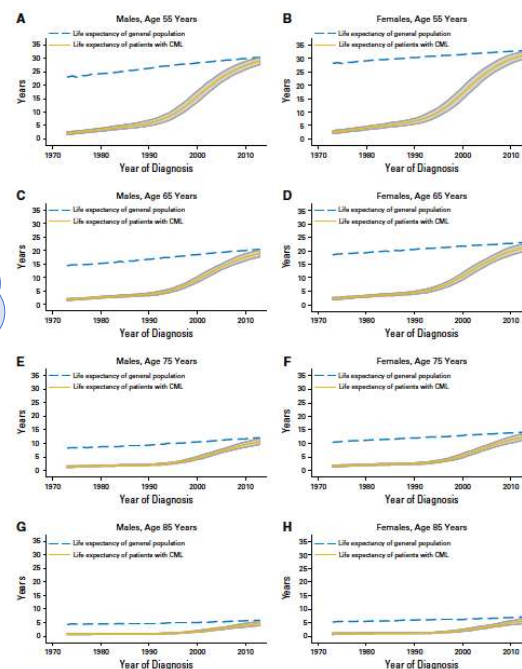 A
Males, Age 55 Years
Life expectancy of general population
Life expectancy of patients with CML
Years
35
30
25
20
15
10
5
0
1970
1980
1990
2000
2010
Year of Diagnosis
B
Females, Age 55 Years
Life expectancy of general population
Life expectancy of patients with CML
Years
35
30
25
20
15
10
5
0
1970
1980
1990
2000
2010
Year of Diagnosis
C
Males, Age 65 Years
Life expectancy of general population
Life expectancy of patients with CML
Years
35
30
25
20
15
10
5
0
1970
1980
1990
2000
2010
Year of Diagnosis
D
Females, Age 65 Years
Life expectancy of general population
Life expectancy of patients with CML
Years
35
30
25
20
15
10
5
0
1970
1980
1990
2000
2010
Year of Diagnosis
E
Males, Age 75 Years
Life expectancy of general population
Life expectancy of patients with CML
Years
35
30
25
20
15
10
5
0
1970
1980
1990
2000
2010
Year of Diagnosis
F
Females, Age 75 Years
Life expectancy of general population
Life expectancy of patients with CML
Years
35
30
25
20
15
10
5
0
1970
1980
1990
2000
2010
Year of Diagnosis
G
Males, Age 85 Years
Life expectancy of general population
Life expectancy of patients with CML
Years
35
30
25
20
15
10
5
0
1970
1980
1990
2000
2010
Year of Diagnosis
H
Females, Age 85 Years
Life expectancy of general population
Life expectancy of patients with CML
Years
35
30
25
20
15
10
5
0
1970
1980
1990
2000
2010
Year of Diagnosis